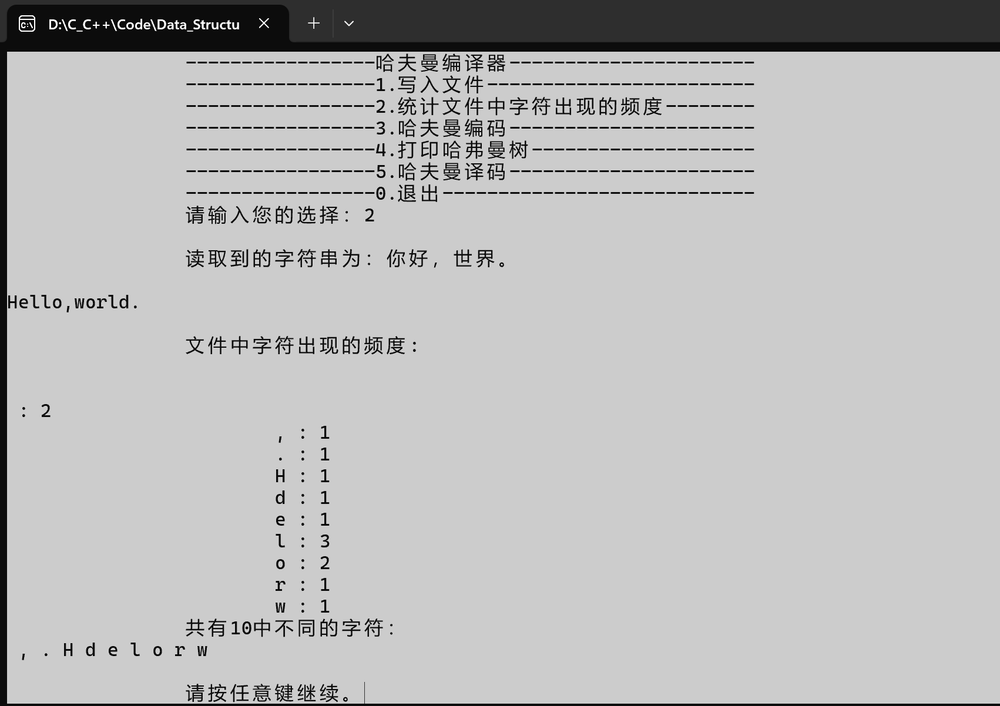 D:\C_C++\Code\Data_Structu
-----------------哈夫曼编译器----------------------
-----------------1.写入文件------------------------
-----------------2.统计文件中字符出现的频度--------
-----------------3.哈夫曼编码----------------------
-----------------4.打印哈弗曼树--------------------
-----------------5.哈夫曼译码----------------------
-----------------0.退出----------------------------
请输入您的选择：2
读取到的字符串为：你好，世界。
Hello,world.
文件中字符出现的频度:
: 2
, : 1
. : 1
H : 1
d : 1
e : 1
l : 3
o : 2
r : 1
w : 1
共有10中不同的字符：
, . H d e l o r w
请按任意键继续。